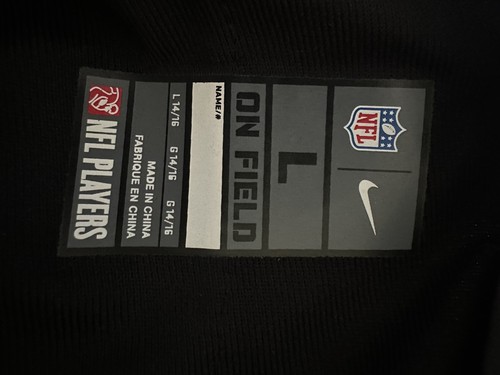 NFL
L
ON FIELD
NAME/#
L 14/16 G 14/16 G 14/16
MADE IN CHINA
FABRIQUE EN CHINA
NFL PLAYERS